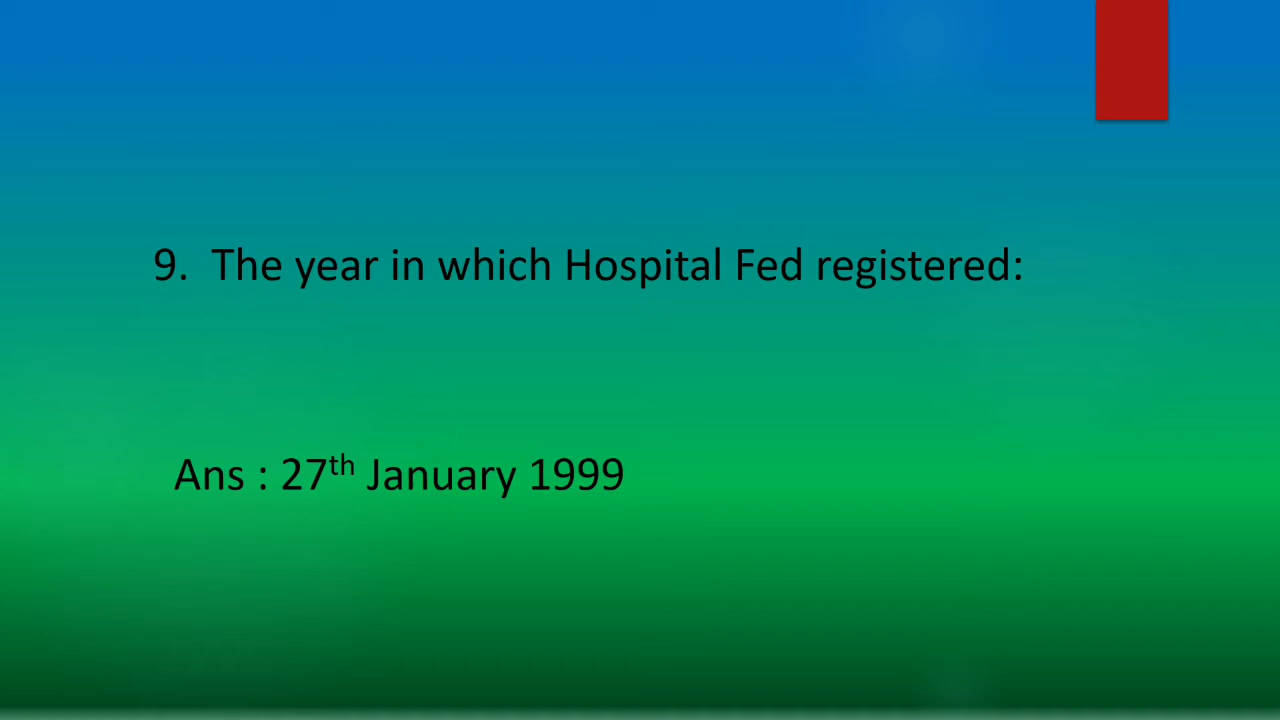 9. The year in which Hospital Fed registered:
Ans : 27th January 1999